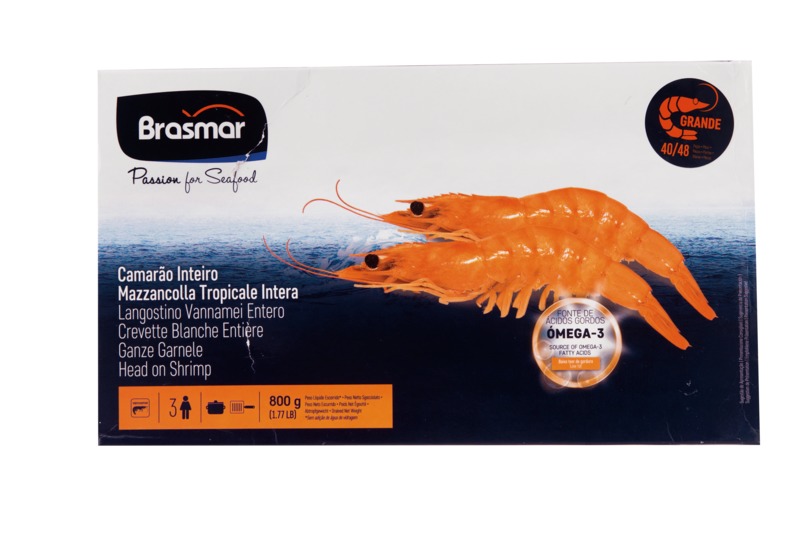 Brasmar
Passion for Seafood
GRANDE
40/48
Camarão Inteiro
Mazzancolla Tropicale Intera
Langostino Vannamei Entero
Crevette Blanche Entière
Ganze Garnele
Head on Shrimp
FONTE DE
ÁCIDOS GORDOS
ÓMEGA-3
SOURCE OF OMEGA-3
FATTY ACIDS
3
800 g
(1.77 LB)